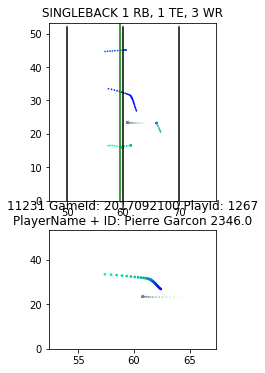 SINGLEBACK 1 RB, 1 TE, 3 WR
50
40
30
20
10
0
50 60 70
11231 GameId: 2017092100 PlayId: 1267
PlayerName + ID: Pierre Garcon 2346.0
40
20
0
55 60 65